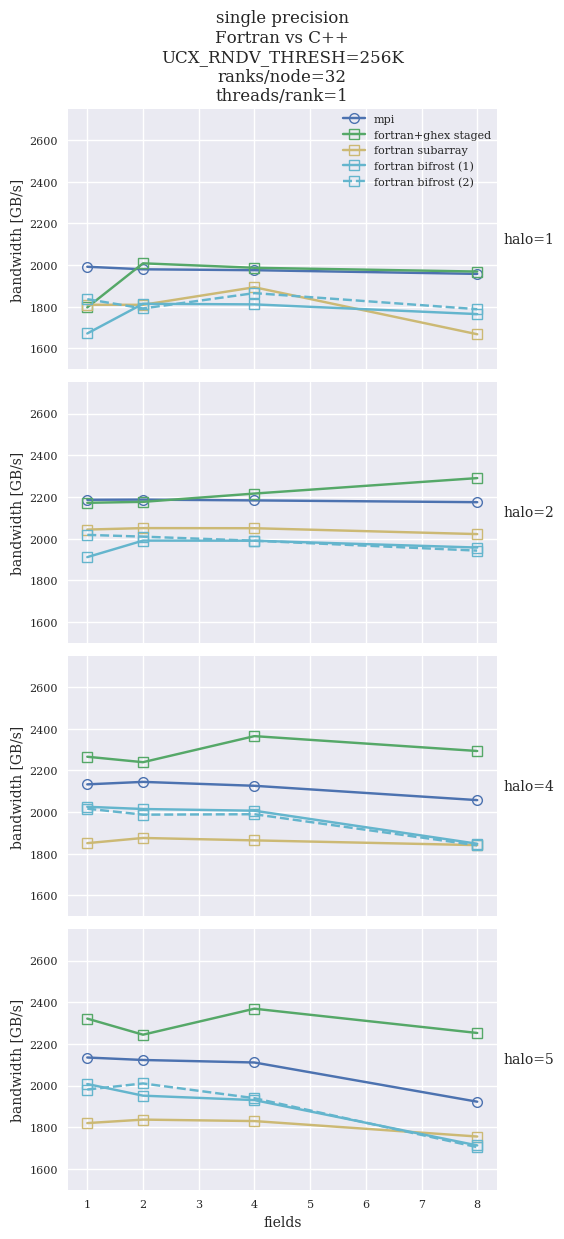 single precision
Fortran vs C++
UCX_RNDV_THRESH=256K
ranks/node=32
threads/rank=1
mpi
fortran+ghex staged
fortran subarray
fortran bifrost (1)
fortran bifrost (2)
2600
2400
2200
2000
1800
1600
bandwidth [GB/s]
halo=1
2600
2400
2200
2000
1800
1600
bandwidth [GB/s]
halo=2
2600
2400
2200
2000
1800
1600
bandwidth [GB/s]
halo=4
2600
2400
2200
2000
1800
1600
bandwidth [GB/s]
halo=5
1 2 3 4 5 6 7 8
fields